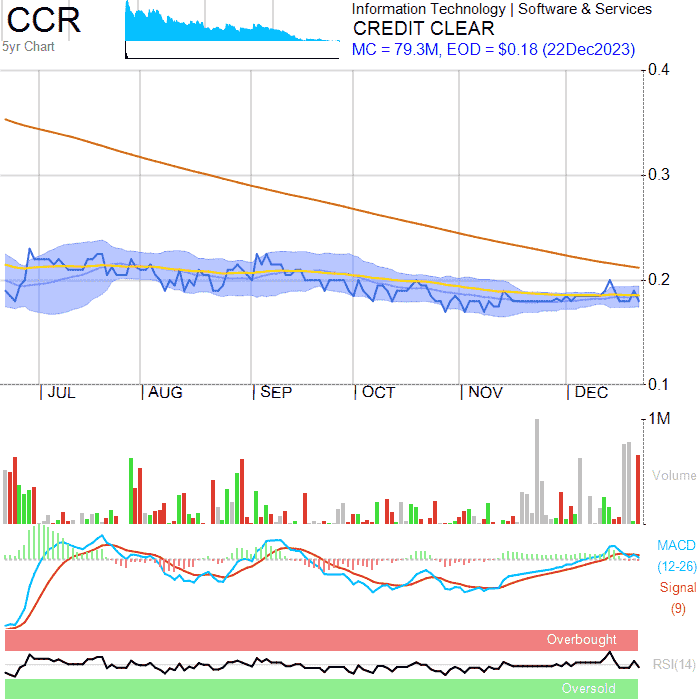 CCR
5yr Chart
Information Technology | Software & Services
CREDIT CLEAR
MC = 79.3M, EOD = $0.18 (22Dec2023)
0.4
0.3
0.2
0.1
| JUL | AUG | SEP | OCT | NOV | DEC
1M
Volume
MACD
(12-26)
Signal
(9)
Overbought
RSI(14)
Oversold